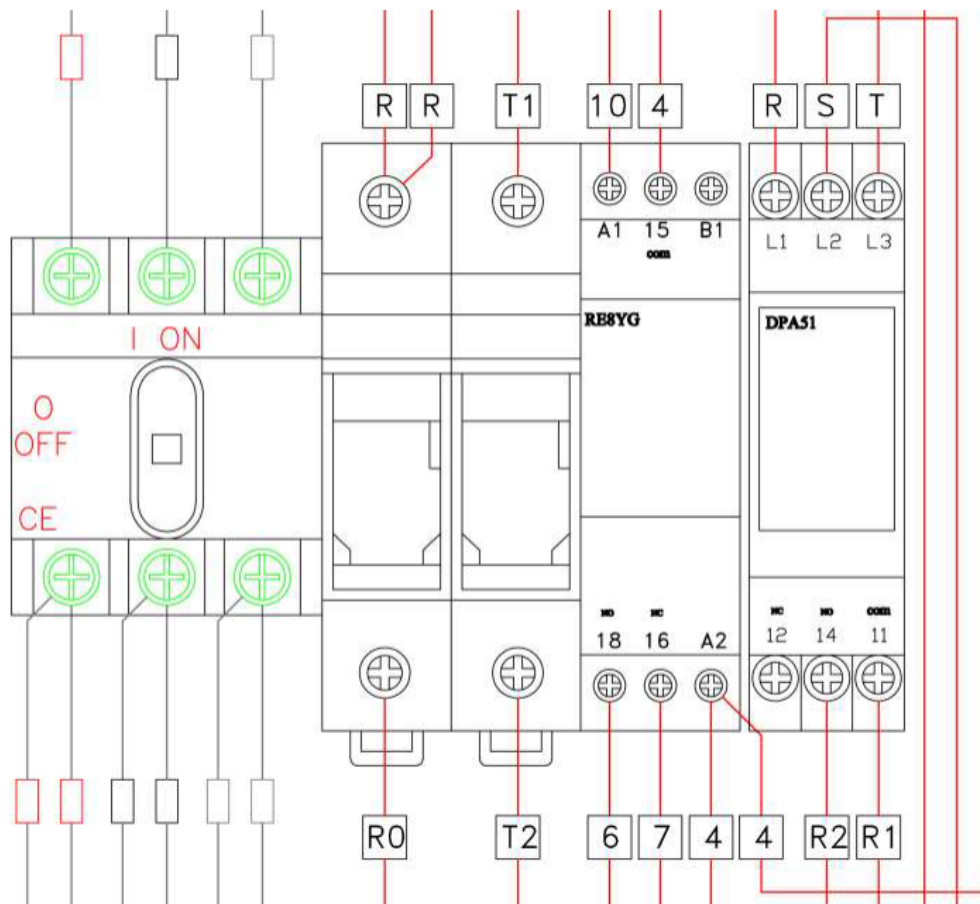 R R T1 10 4 R S T
A1 15 B1 L1 L2 L3
com
RE8YG DPA51
I ON
O
OFF
CE
NO NC NC NO com
18 16 A2 12 14 11
R0 T2 6 7 4 4 R2 R1